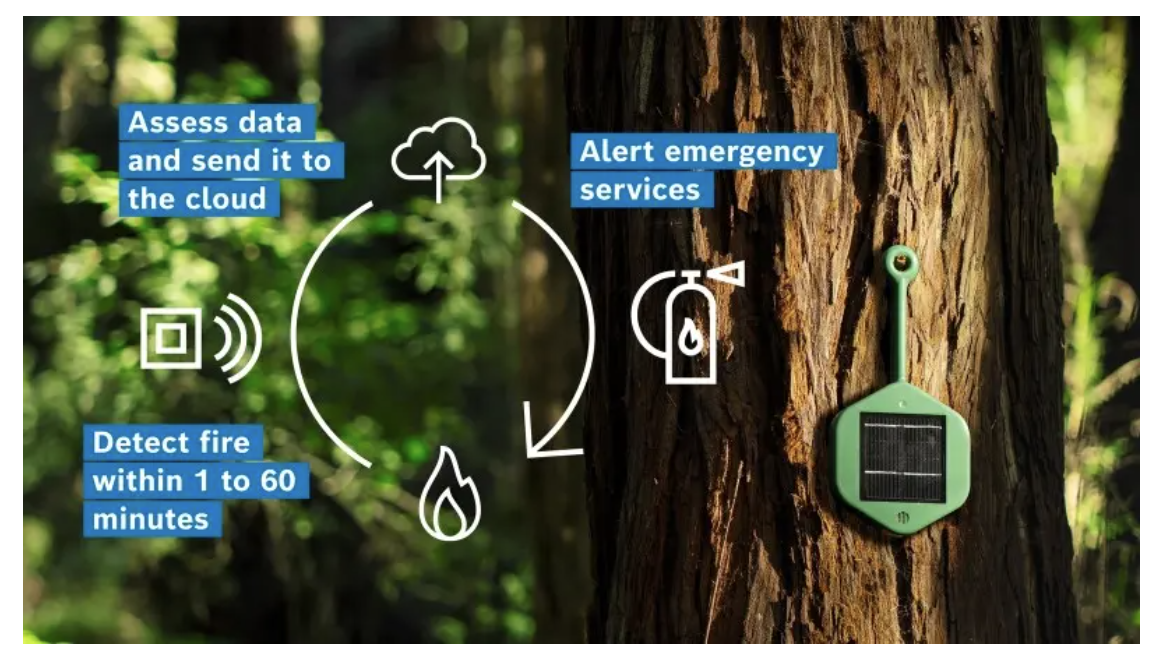 Assess data
and send it to
the cloud
Alert emergency
services
Detect fire
within 1 to 60
minutes